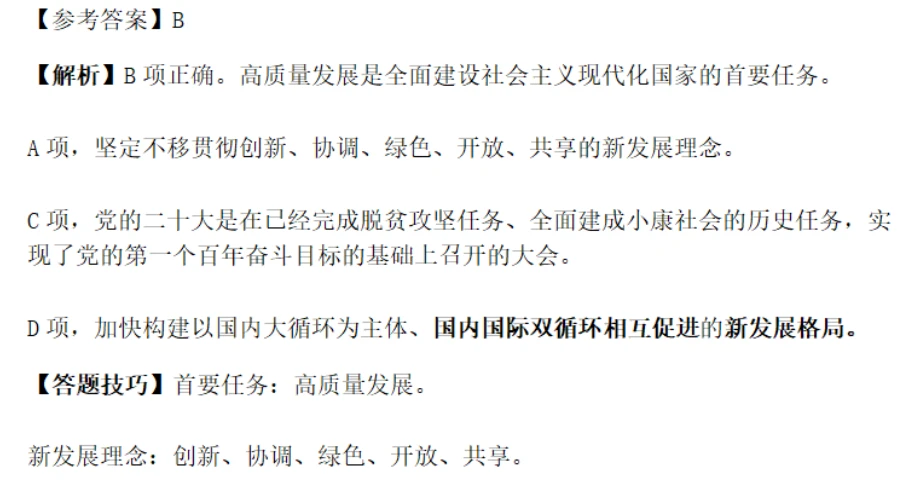 【参考答案】B
【解析】B 项正确。高质量发展是全面建设社会主义现代化国家的首要任务。
A 项，坚定不移贯彻创新、协调、绿色、开放、共享的新发展理念。
C 项，党的二十大是在已经完成脱贫攻坚任务、全面建成小康社会的历史任务，实
现了党的第一个百年奋斗目标的基础上召开的大会。
D 项，加快构建以国内大循环为主体、国内国际双循环相互促进的新发展格局。
【答题技巧】首要任务：高质量发展。
新发展理念：创新、协调、绿色、开放、共享。